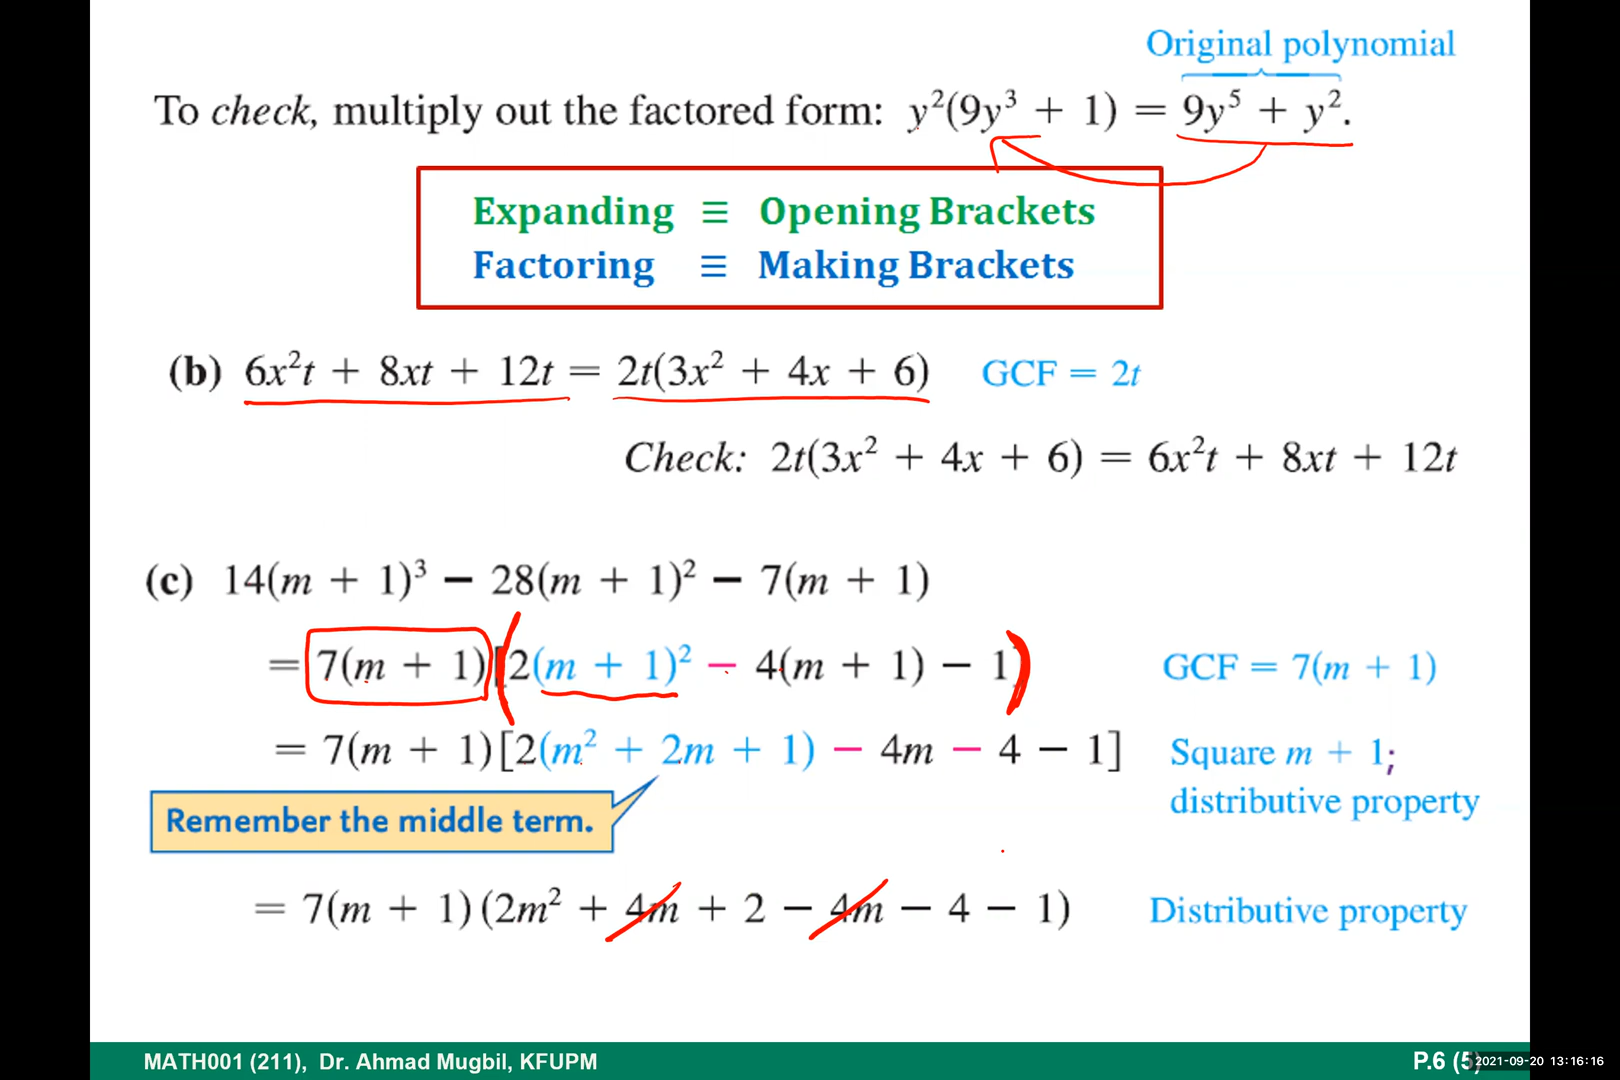 Original polynomial
To check, multiply out the factored form: y²(9y³ + 1) = 9y⁵ + y².
Expanding ≡ Opening Brackets
Factoring ≡ Making Brackets
(b) 6x²t + 8xt + 12t = 2t(3x² + 4x + 6) GCF = 2t
Check: 2t(3x² + 4x + 6) = 6x²t + 8xt + 12t
(c) 14(m + 1)³ − 28(m + 1)² − 7(m + 1)
= 7(m + 1)[2(m + 1)² − 4(m + 1) − 1) GCF = 7(m + 1)
= 7(m + 1)[2(m² + 2m + 1) − 4m − 4 − 1] Square m + 1;
distributive property
Remember the middle term.
= 7(m + 1)(2m² + 4m + 2 − 4m − 4 − 1) Distributive property
MATH001 (211), Dr. Ahmad Mugbil, KFUPM P.6 (5) 2021-09-20 13:16:16